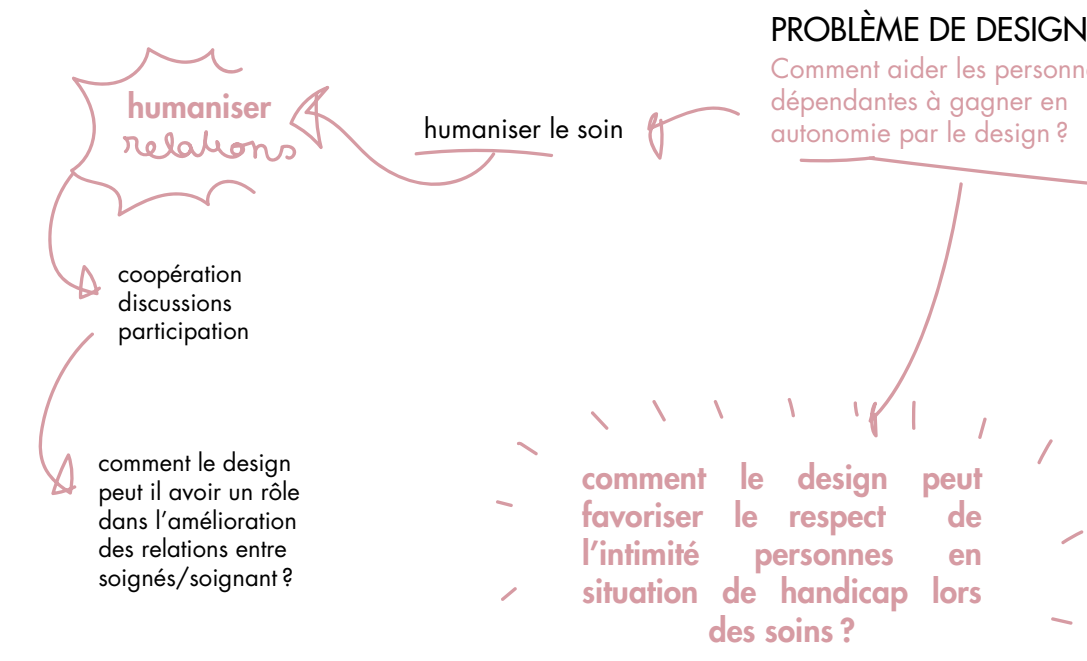 PROBLÈME DE DESIGN
Comment aider les
dépendantes à gagner en
autonomie par le design ?
humaniser le soin
humaniser
relations
coopération
discussions
participation
comment le design
peut il avoir un rôle
dans l’amélioration
des relations entre
soignés/soignant ?
comment le design peut
favoriser le respect de
l’intimité personnes en
situation de handicap lors
des soins ?